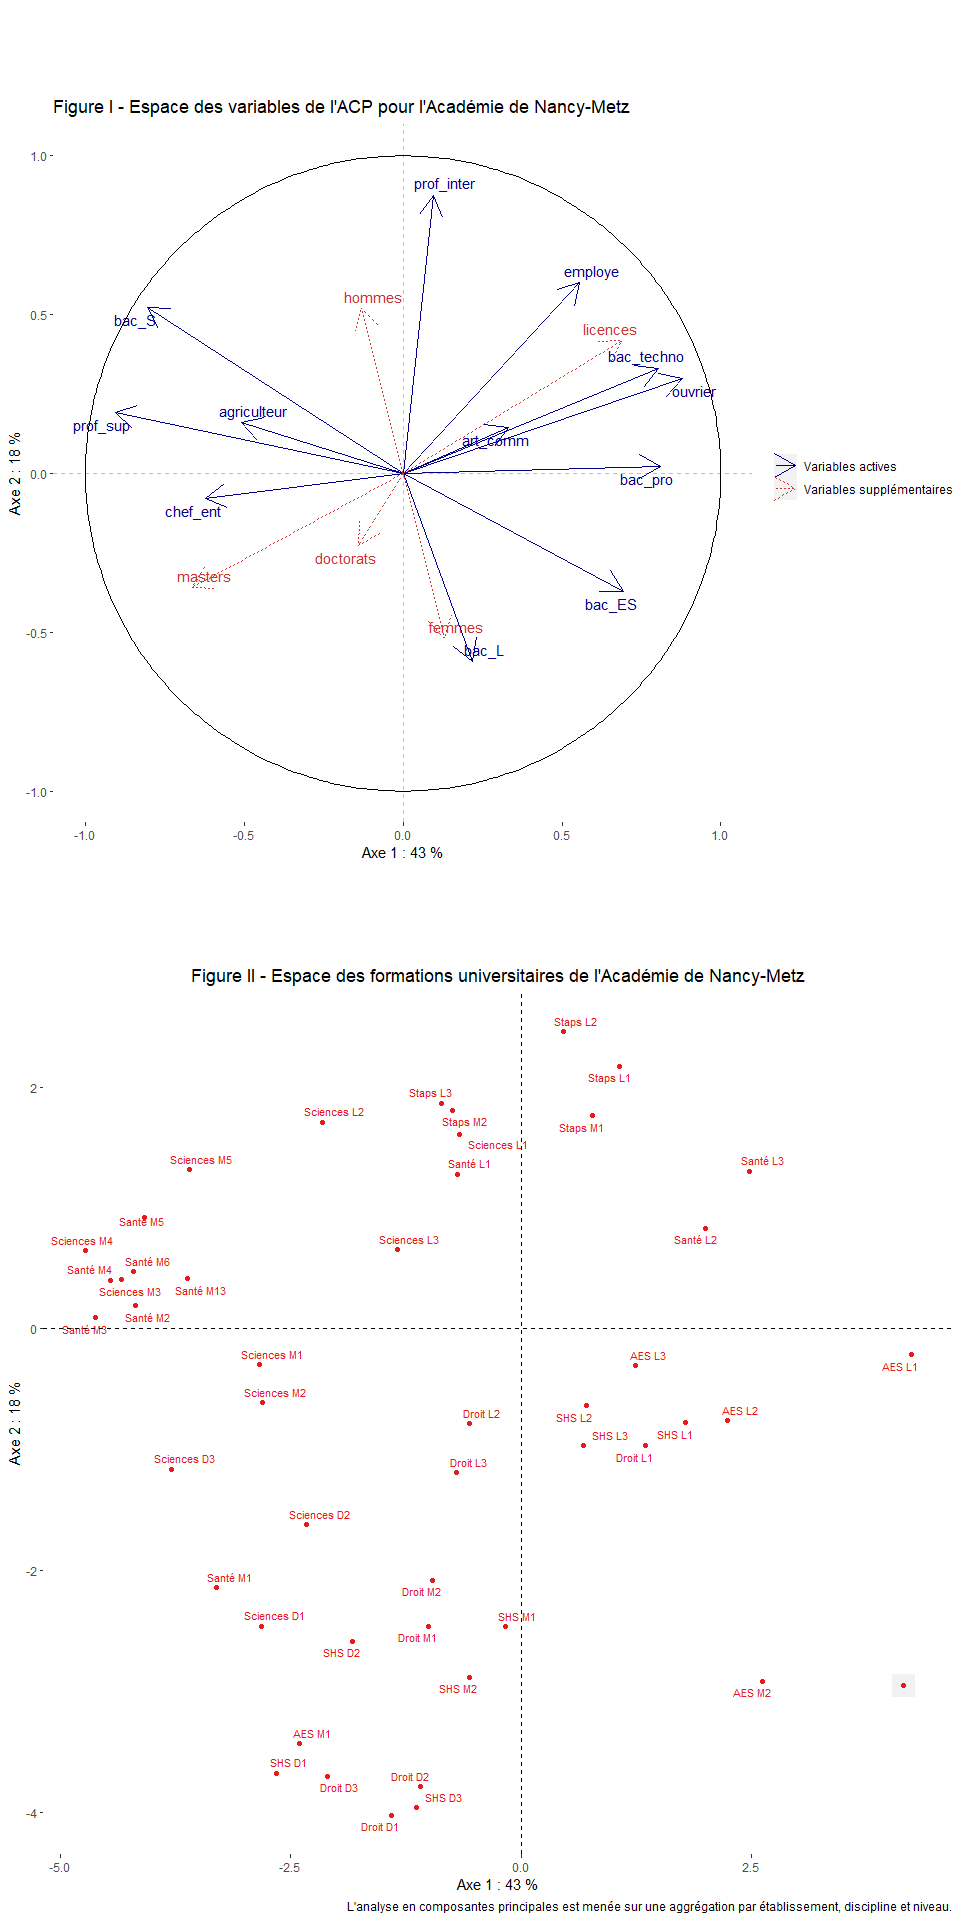 Figure I - Espace des variables de l'ACP pour l'Académie de Nancy-Metz
1.0
prof_inter
employe
hommes
0.5
bac_S
licences
bac_techno
ouvrier
agriculteur
prof_sup
art_comm
Axe 2 : 18 %
0.0
bac_pro
Variables actives
Variables supplémentaires
chef_ent
doctorats
masters
bac_ES
femmes
-0.5
bac_L
-1.0
-1.0 -0.5 0.0 0.5 1.0
Axe 1 : 43 %
Figure II - Espace des formations universitaires de l'Académie de Nancy-Metz
Staps L2
Staps L1
2
Staps L3
Sciences L2
Staps M2
Staps M1
Sciences L1
Sciences M5
Santé L1
Santé L3
Santé M5
Sciences M4
Sciences L3
Santé L2
Santé M6
Santé M4
Sciences M3
Santé M13
Santé M2
Santé M3
0
Sciences M1
AES L3
AES L1
Sciences M2
Droit L2
SHS L2
AES L2
SHS L3
SHS L1
Axe 2 : 18 %
Sciences D3
Droit L3
Droit L1
Sciences D2
-2
Santé M1
Droit M2
Sciences D1
SHS M1
Droit M1
SHS D2
SHS M2
AES M2
AES M1
SHS D1
Droit D3
Droit D2
SHS D3
-4
Droit D1
-5.0 -2.5 0.0 2.5
Axe 1 : 43 %
L'analyse en composantes principales est menée sur une aggrégation par établissement, discipline et niveau.